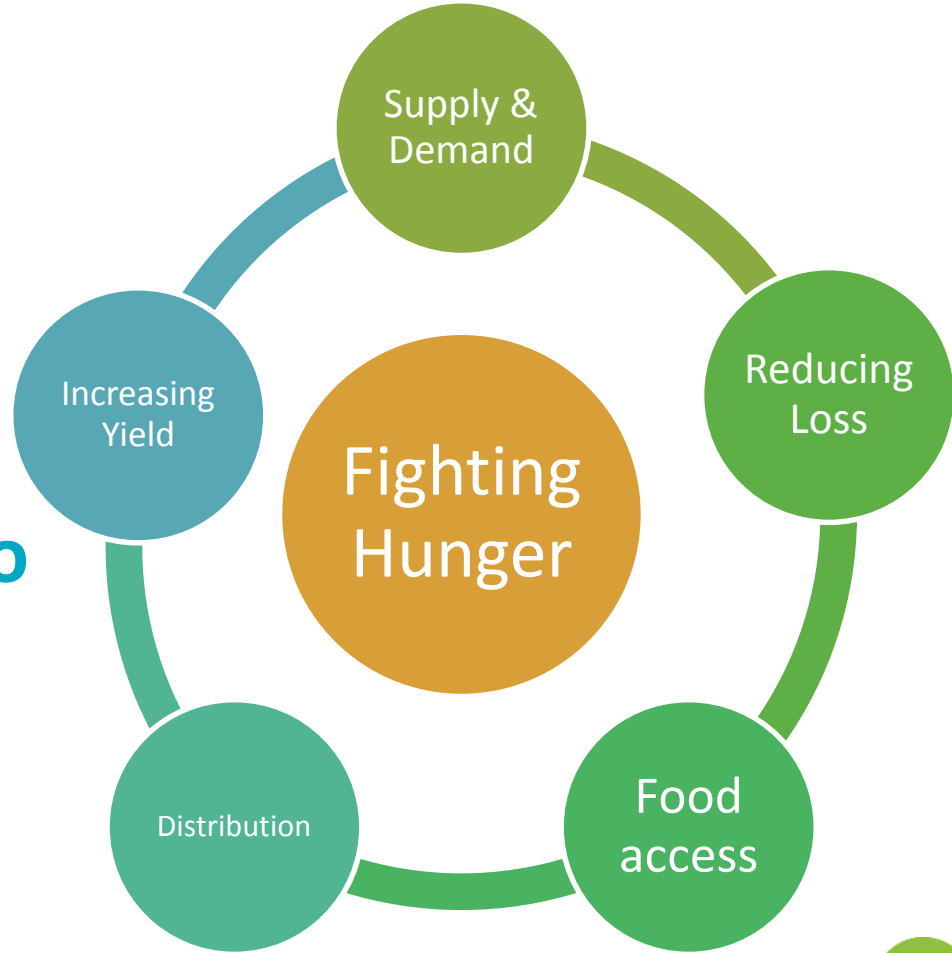 Supply &
Demand
Reducing
Loss
Increasing
Yield
Fighting
Hunger
o
Food
access
Distribution